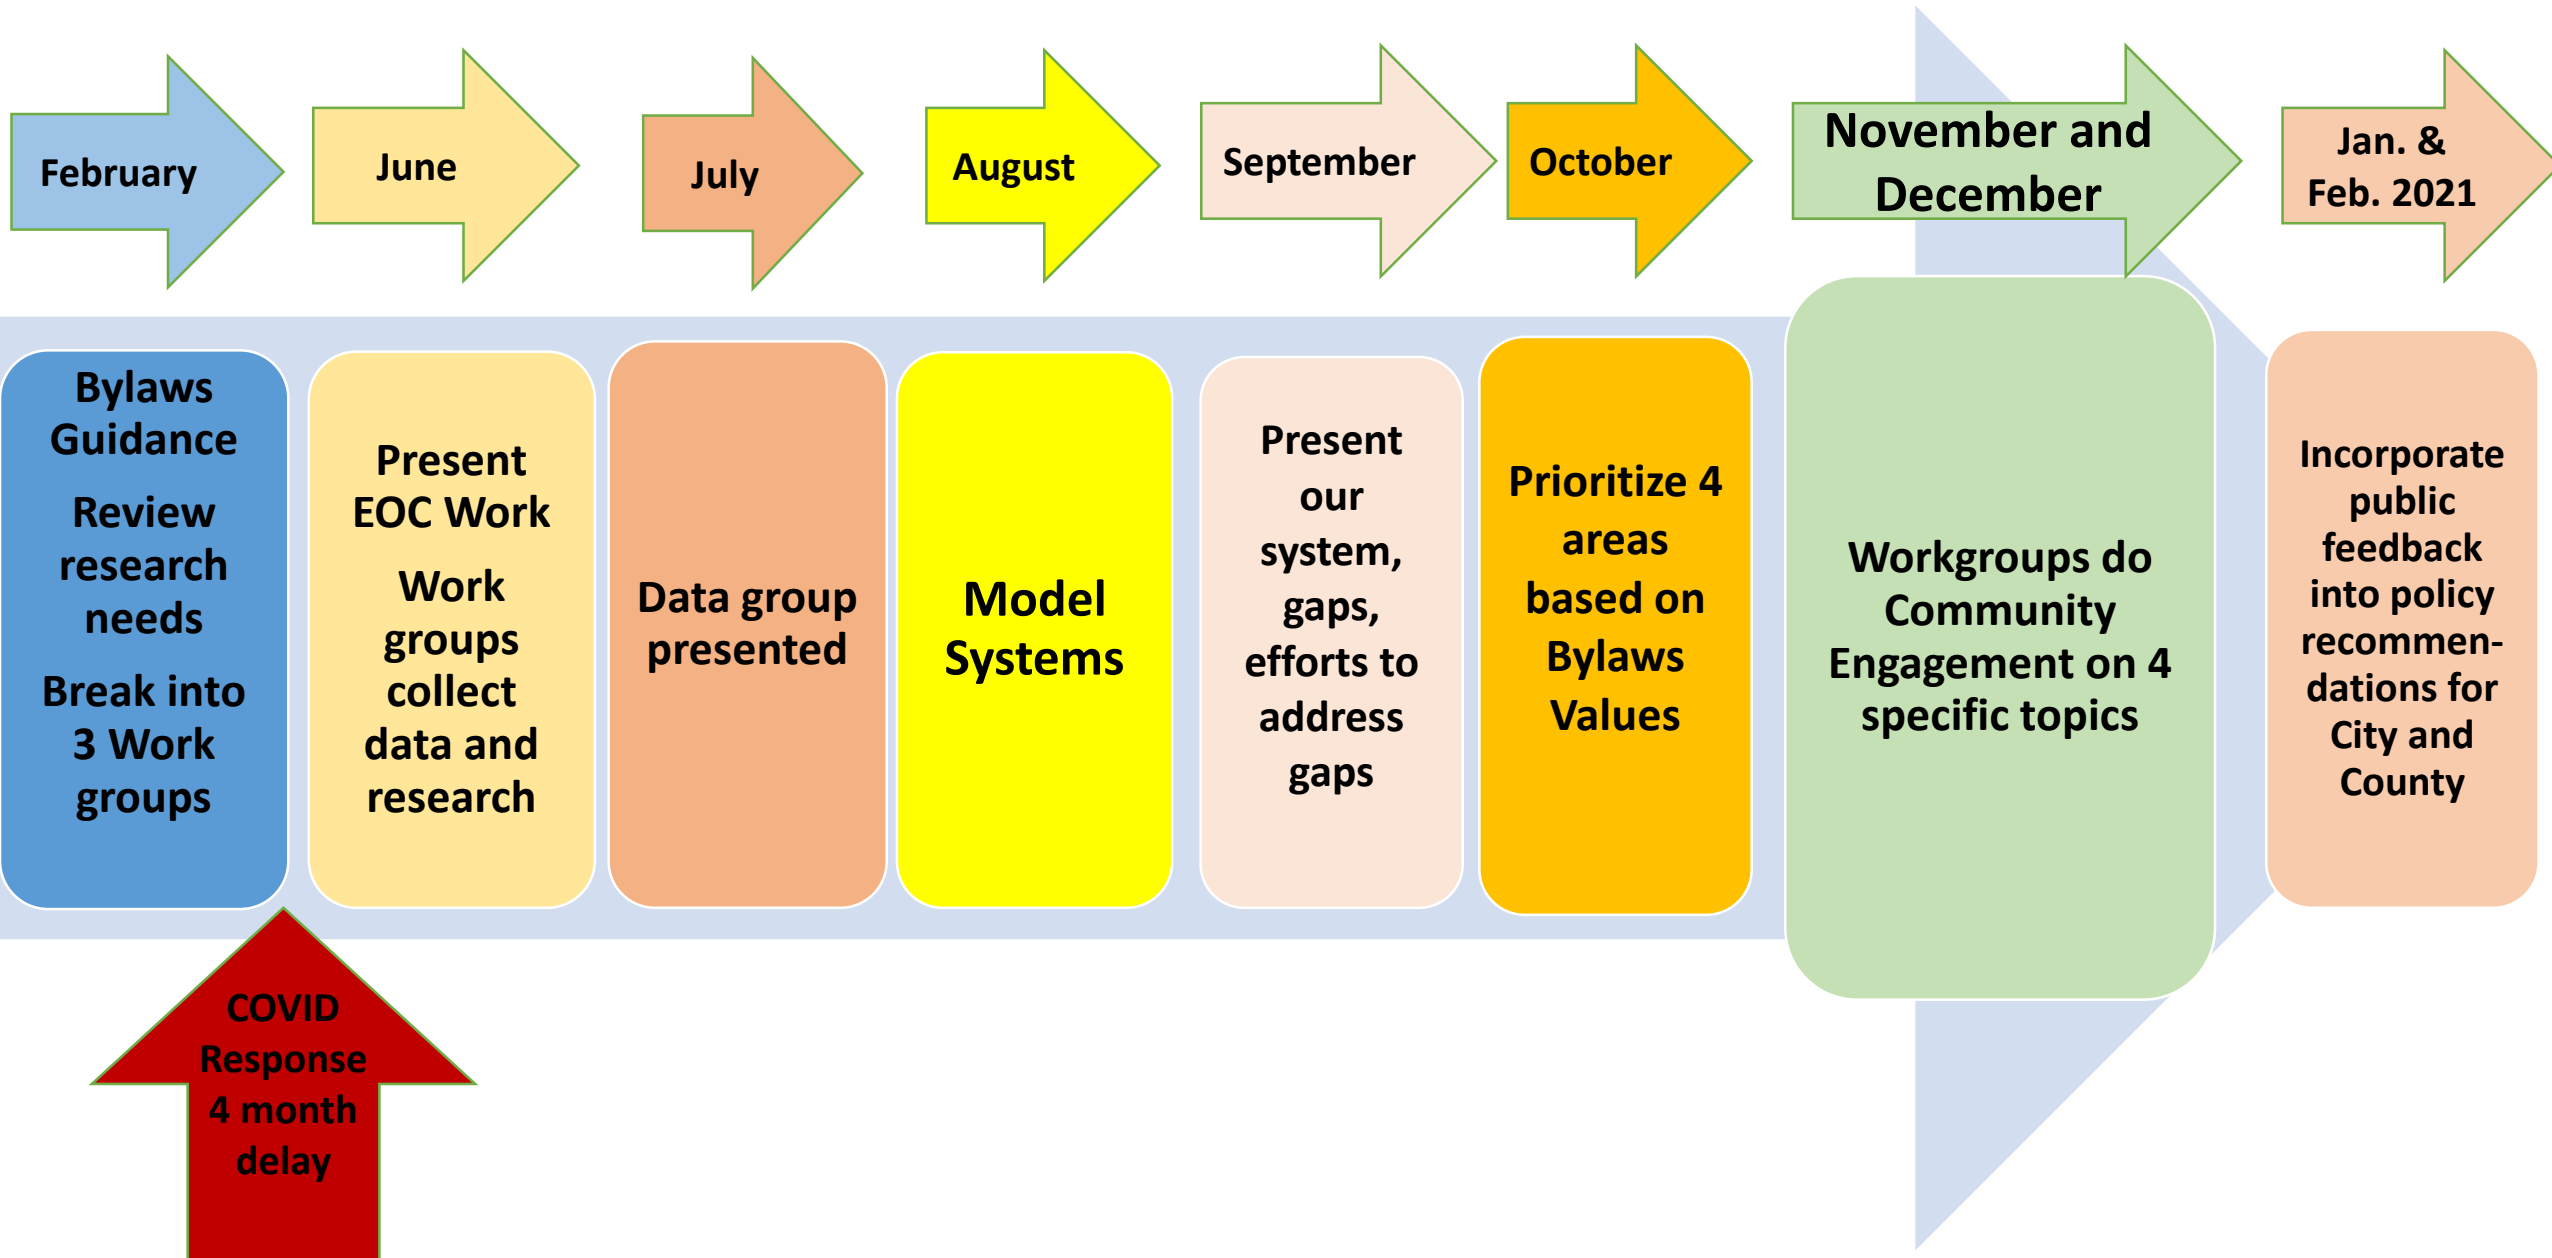 February
June
July
August
September
October
November and
December
Jan. &
Feb. 2021
Bylaws
Guidance
Review
research
needs
Break into
3 Work
groups
Present
EOC Work
Work
groups
collect
data and
research
Data group
presented
Model
Systems
Present
our
system,
gaps,
efforts to
address
gaps
Prioritize 4
areas
based on
Bylaws
Values
Workgroups do
Community
Engagement on 4
specific topics
Incorporate
public
feedback
into policy
recommen-
dations for
City and
County
COVID
Response
4 month
delay